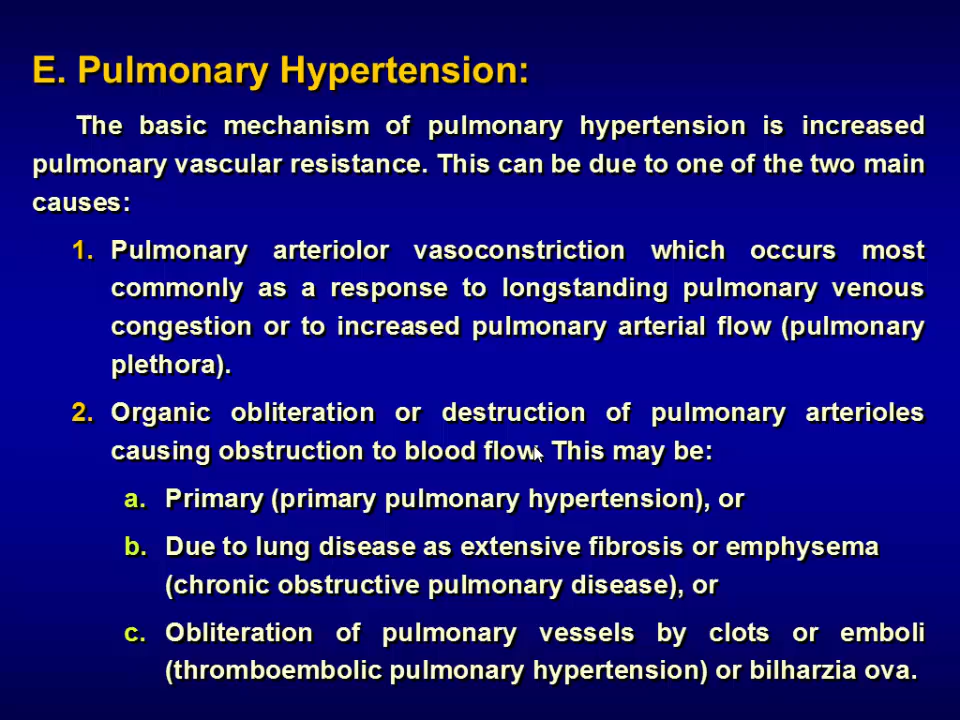 E. Pulmonary Hypertension:
The basic mechanism of pulmonary hypertension is increased
pulmonary vascular resistance. This can be due to one of the two main
causes:
1. Pulmonary arteriolor vasoconstriction which occurs most
commonly as a response to longstanding pulmonary venous
congestion or to increased pulmonary arterial flow (pulmonary
plethora).
2. Organic obliteration or destruction of pulmonary arterioles
causing obstruction to blood flow. This may be:
a. Primary (primary pulmonary hypertension), or
b. Due to lung disease as extensive fibrosis or emphysema
(chronic obstructive pulmonary disease), or
c. Obliteration of pulmonary vessels by clots or emboli
(thromboembolic pulmonary hypertension) or bilharzia ova.